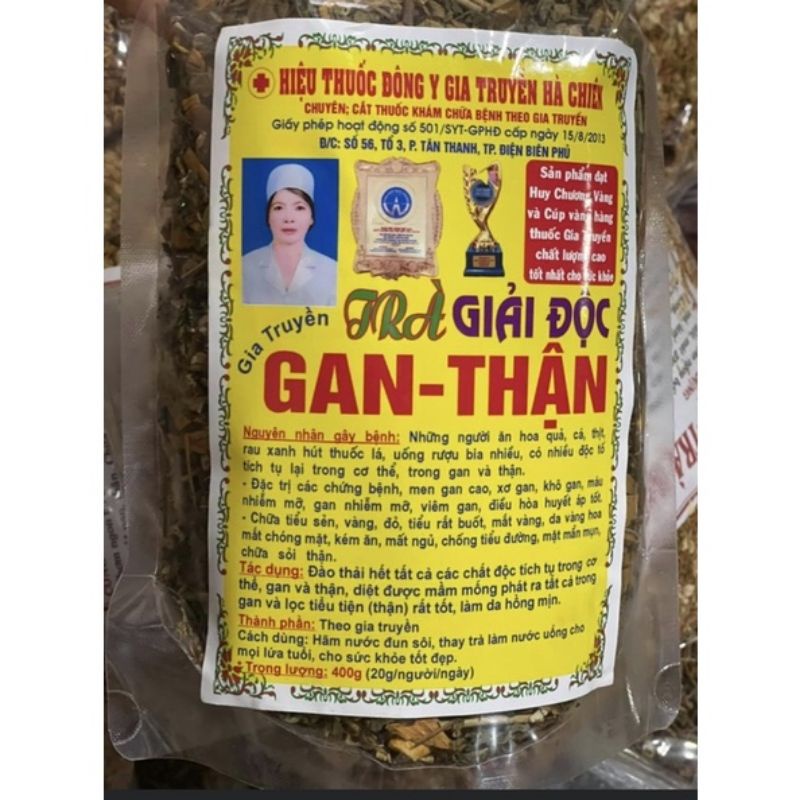 HIỆU THUỐC ĐÔNG Y GIA TRUYỀN HÀ CHIẾN
CHUYÊN; CẮT THUỐC KHÁM CHỮA BỆNH THEO GIA TRUYỀN
Giấy phép hoạt động số 501/SYT-GPHĐ cấp ngày 15/8/2013
Đ/C: SỐ 56, TỔ 3, P. TÂN THANH, TP. ĐIỆN BIÊN PHỦ
Sản phẩm đạt
Huy Chương Vàng
và Cúp vàng hàng
thuốc Gia Truyền
chất lượng cao
tốt nhất cho sức khỏe
Gia Truyền TRÀ GIẢI ĐỘC
GAN-THẬN
Nguyên nhân gây bệnh: Những người ăn hoa quả, cá, thịt,
rau xanh hút thuốc lá, uống rượu bia nhiều, có nhiều độc tố
tích tụ lại trong cơ thể, trong gan và thận.
- Đặc trị các chứng bệnh, men gan cao, xơ gan, khô gan, máu
nhiễm mỡ, gan nhiễm mỡ, viêm gan, điều hòa huyết áp tốt.
- Chữa tiểu sẻn, vàng, đỏ, tiểu rắt buốt, mắt vàng, da vàng hoa
mắt chóng mặt, kém ăn, mất ngủ, chống tiểu đường, mặt mẩn mụn,
chữa sỏi thận.
Tác dụng: Đào thải hết tất cả các chất độc tích tụ trong cơ
thể, gan và thận, diệt được mầm mống phát ra tất cả trong
gan và lọc tiểu tiện (thận) rất tốt, làm da hồng mịn.
Thành phần: Theo gia truyền
Cách dùng: Hãm nước đun sôi, thay trà làm nước uống cho
mọi lứa tuổi, cho sức khỏe tốt đẹp.
+ Trọng lượng: 400g (20g/người/ngày)